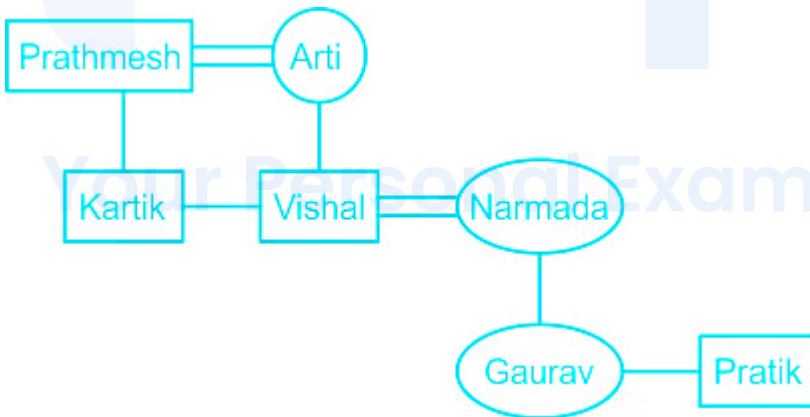 Prathmesh Arti
Your Personal Exam
Kartik Vishal Narmada
Gaurav Pratik